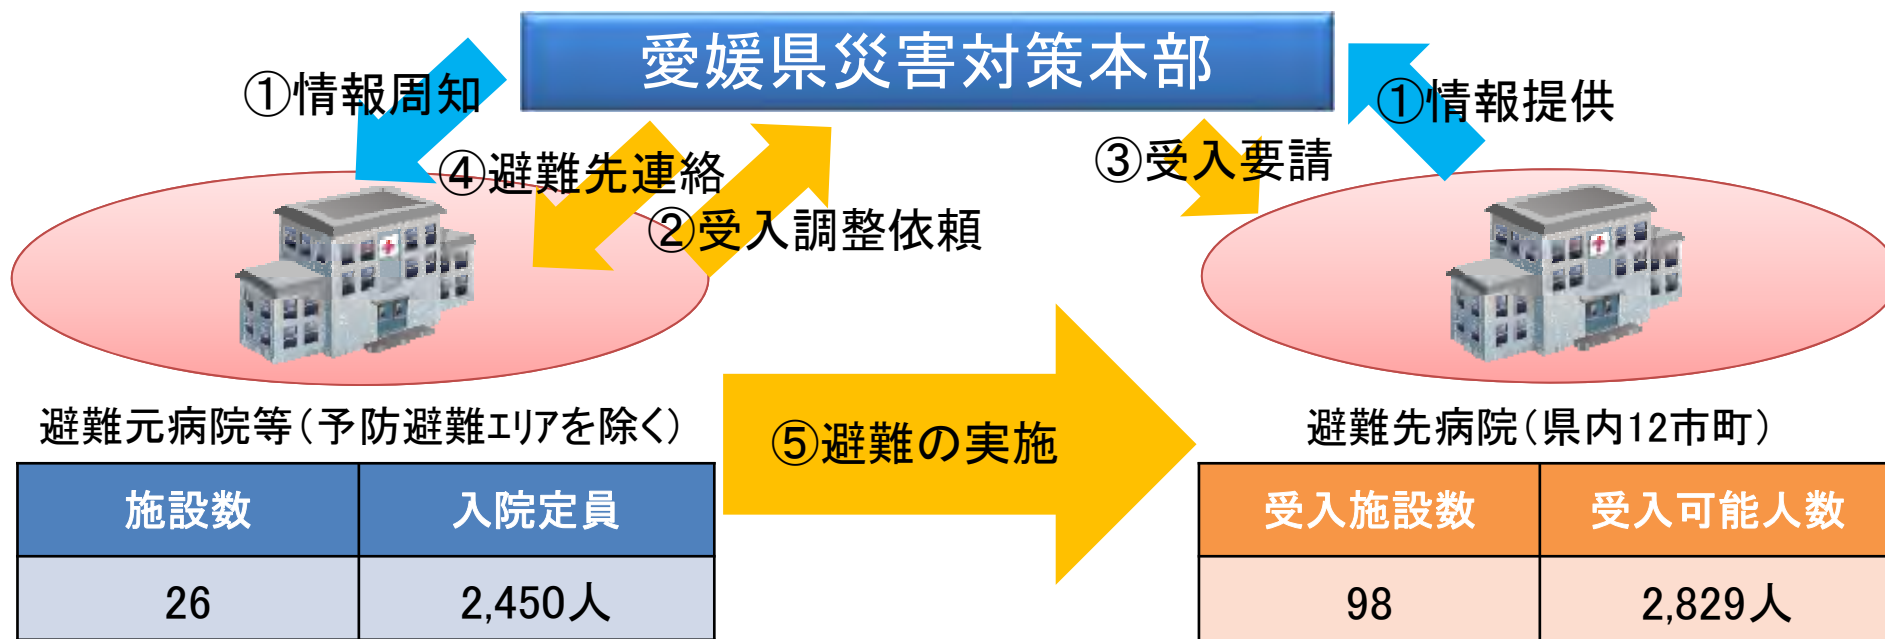 愛媛県災害対策本部
①情報周知
①情報提供
④避難先連絡
③受入要請
②受入調整依頼
避難元病院等(予防避難エリアを除く)
⑤避難の実施
避難先病院(県内12市町)
施設数
入院定員
26
2,450人
受入施設数
受入可能人数
98
2,829人